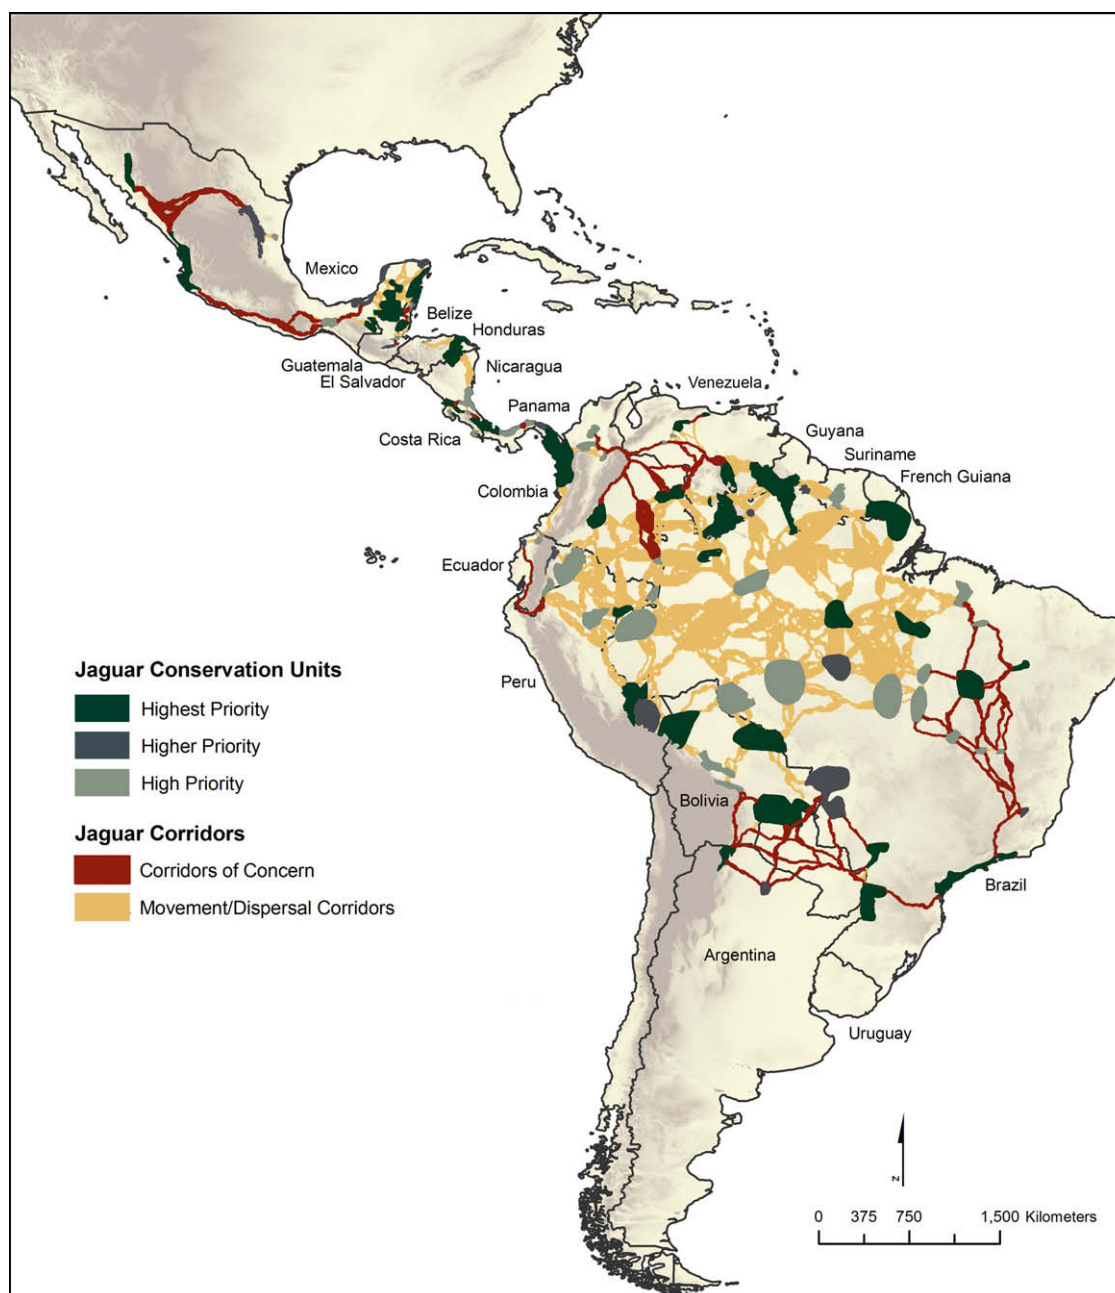 Mexico
Belize
Honduras
Guatemala
El Salvador
Nicaragua
Venezuela
Panama
Costa Rica
Guyana
Suriname
French Guiana
Colombia
Ecuador
Peru
Jaguar Conservation Units
Highest Priority
Higher Priority
High Priority
Bolivia
Jaguar Corridors
Corridors of Concern
Movement/Dispersal Corridors
Brazil
Argentina
Uruguay
N
0 375 750 1,500 Kilometers